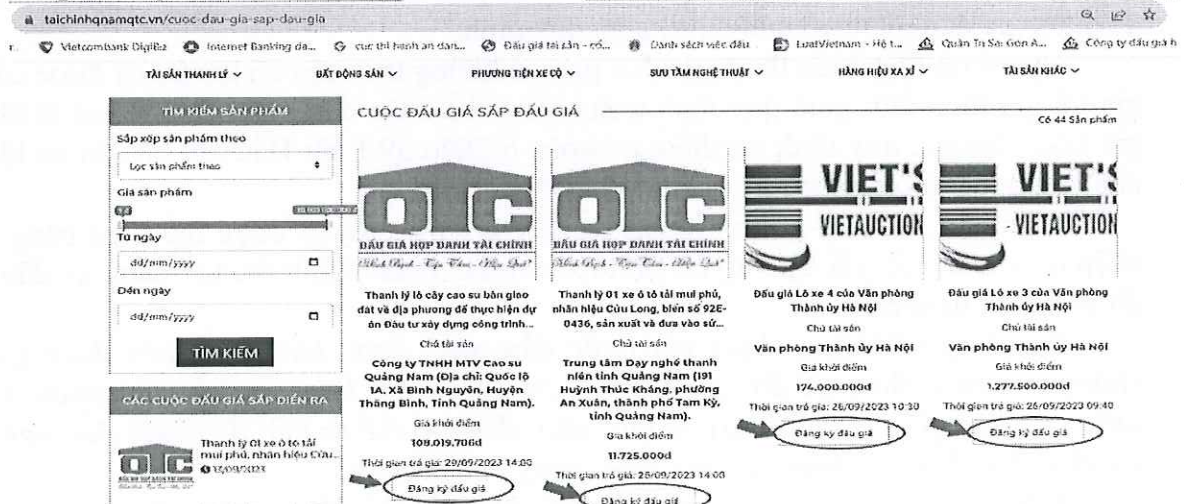 taichinhqnamqtc.vn/cuoc-dau-gia-sap-dau-gia
Vietcombank DigiBiz
Internet Banking da...
cục thi hành án dân...
Đấu giá tài sản - cổ...
Danh sách việc đấu
LuatVietnam - Hệ t...
Quận Tri Sai Gon A...
Công ty đấu giá h
TÀI SẢN THANH LÝ
BẤT ĐỘNG SẢN
PHƯƠNG TIỆN XE CỘ
SƯU TẦM NGHỆ THUẬT
HÀNG HIỆU XA XỈ
TÀI SẢN KHÁC
TÌM KIẾM SẢN PHẨM
Sắp xếp sản phẩm theo
Lọc sản phẩm theo
Giá sản phẩm
Từ ngày
dd/mm/yyyy
Đến ngày
dd/mm/yyyy
TÌM KIẾM
CÁC CUỘC ĐẤU GIÁ SẮP DIỄN RA
QTC
Thanh lý 01 xe ô tô tải
mui phủ, nhãn hiệu Cửu...
13/09/2023
CUỘC ĐẤU GIÁ SẮP ĐẤU GIÁ
Có 44 Sản phẩm
QTC
ĐẤU GIÁ HỢP DANH TÀI CHÍNH
Thanh lý lô cây cao su bàn giao
đất về địa phương để thực hiện dự
án Đầu tư xây dựng công trình...
Chủ tài sản
Công ty TNHH MTV Cao su
Quảng Nam (Địa chỉ: Quốc lộ
1A, Xã Bình Nguyên, Huyện
Thăng Bình, Tỉnh Quảng Nam).
Giá khởi điểm
108.019.706đ
Thời gian trả giá: 29/09/2023 14:00
Đăng ký đấu giá
QTC
ĐẤU GIÁ HỢP DANH TÀI CHÍNH
Thanh lý 01 xe ô tô tải mui phủ,
nhãn hiệu Cửu Long, biển số 92E-
0436, sản xuất và đưa vào sử...
Chủ tài sản
Trung tâm Dạy nghề thanh
niên tỉnh Quảng Nam (191
Huỳnh Thúc Kháng, phường
An Xuân, thành phố Tam Kỳ,
tỉnh Quảng Nam).
Giá khởi điểm
11.725.000đ
Thời gian trả giá: 28/09/2023 14:00
Đăng ký đấu giá
VIET'S
VIETAUCTION
Đấu giá Lô xe 4 của Văn phòng
Thành ủy Hà Nội
Chủ tài sản
Văn phòng Thành ủy Hà Nội
Giá khởi điểm
174.000.000đ
Thời gian trả giá: 26/09/2023 10:30
Đăng ký đấu giá
VIET'S
VIETAUCTION
Đấu giá Lô xe 3 của Văn phòng
Thành ủy Hà Nội
Chủ tài sản
Văn phòng Thành ủy Hà Nội
Giá khởi điểm
1.277.500.000đ
Thời gian trả giá: 26/09/2023 09:40
Đăng ký đấu giá